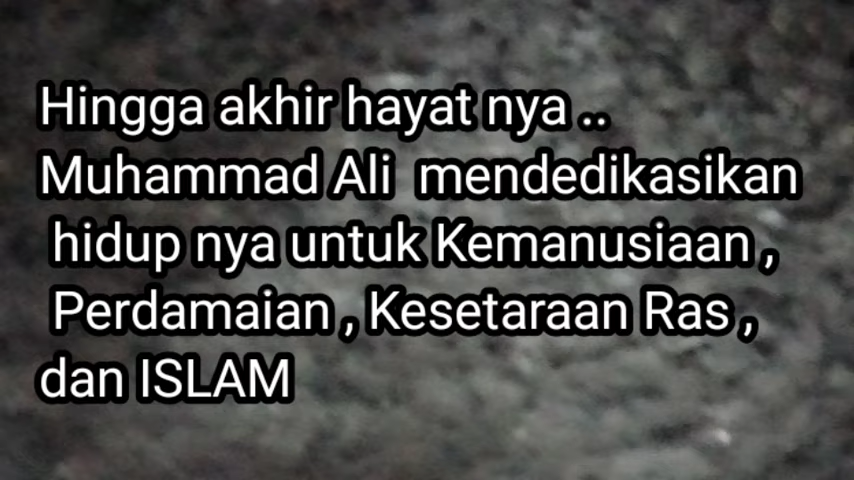 Hingga akhir hayat nya ..
Muhammad Ali mendedikasikan
hidup nya untuk Kemanusiaan ,
Perdamaian , Kesetaraan Ras ,
dan ISLAM